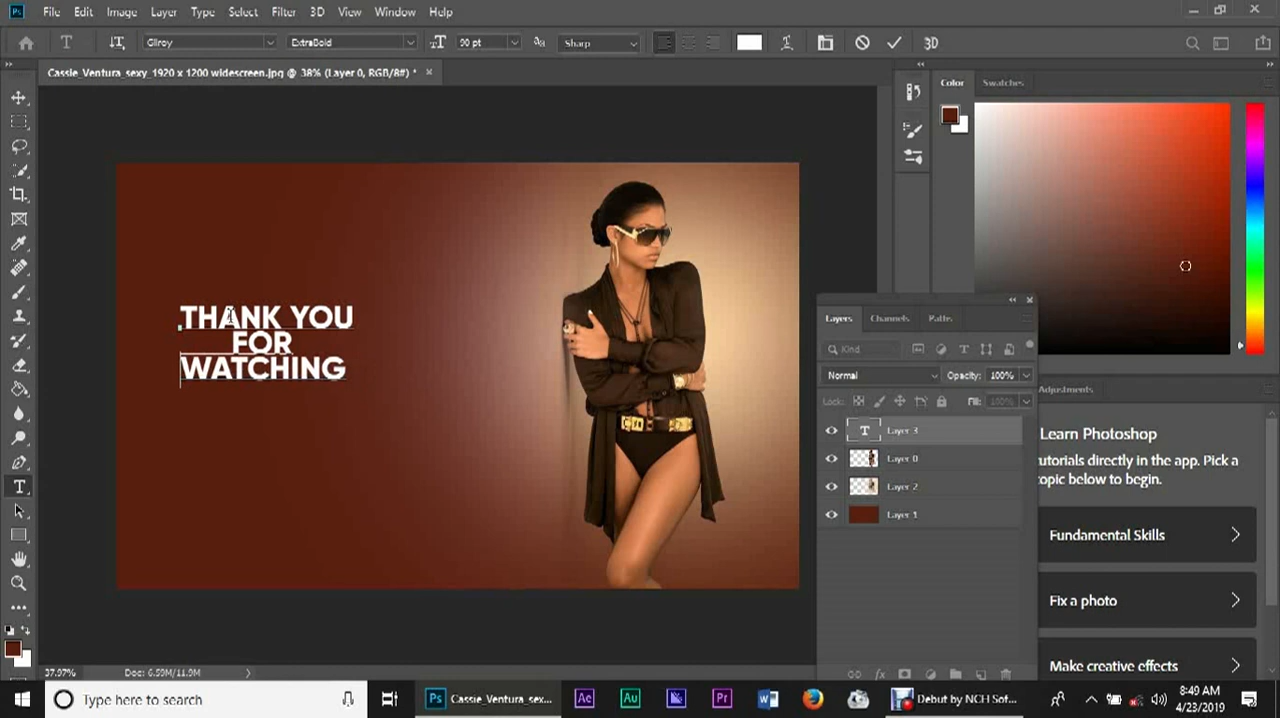 Ps File Edit Image Layer Type Select Filter 3D View Window Help
Gilroy ExtraBold 90 pt Sharp 3D
Cassie_Ventura_sexy_1920 x 1200 widescreen.jpg @ 38% (Layer 0, RGB/8#) *
Color Swatches
THANK YOU
FOR
WATCHING
Layers Channels Paths
Kind
Normal Opacity: 100%
Lock: Fill: 100%
Layer 3
Layer 0
Layer 2
Layer 1
Adjustments
Learn Photoshop
tutorials directly in the app. Pick a
topic below to begin.
Fundamental Skills
Fix a photo
Make creative effects
37.97% Doc: 6.59M/11.9M
Type here to search
Ps Cassie_Ventura_sex... Ae Au Pr Debut by NCH Sof...
8:49 AM
4/23/2019